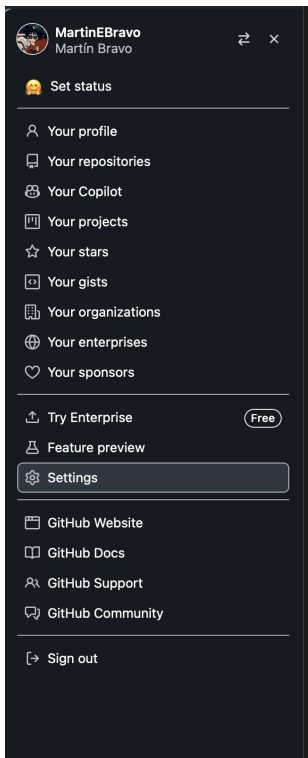 MartinEBravo
Martín Bravo
Set status
Your profile
Your repositories
Your Copilot
Your projects
Your stars
Your gists
Your organizations
Your enterprises
Your sponsors
Try Enterprise Free
Feature preview
Settings
GitHub Website
GitHub Docs
GitHub Support
GitHub Community
Sign out